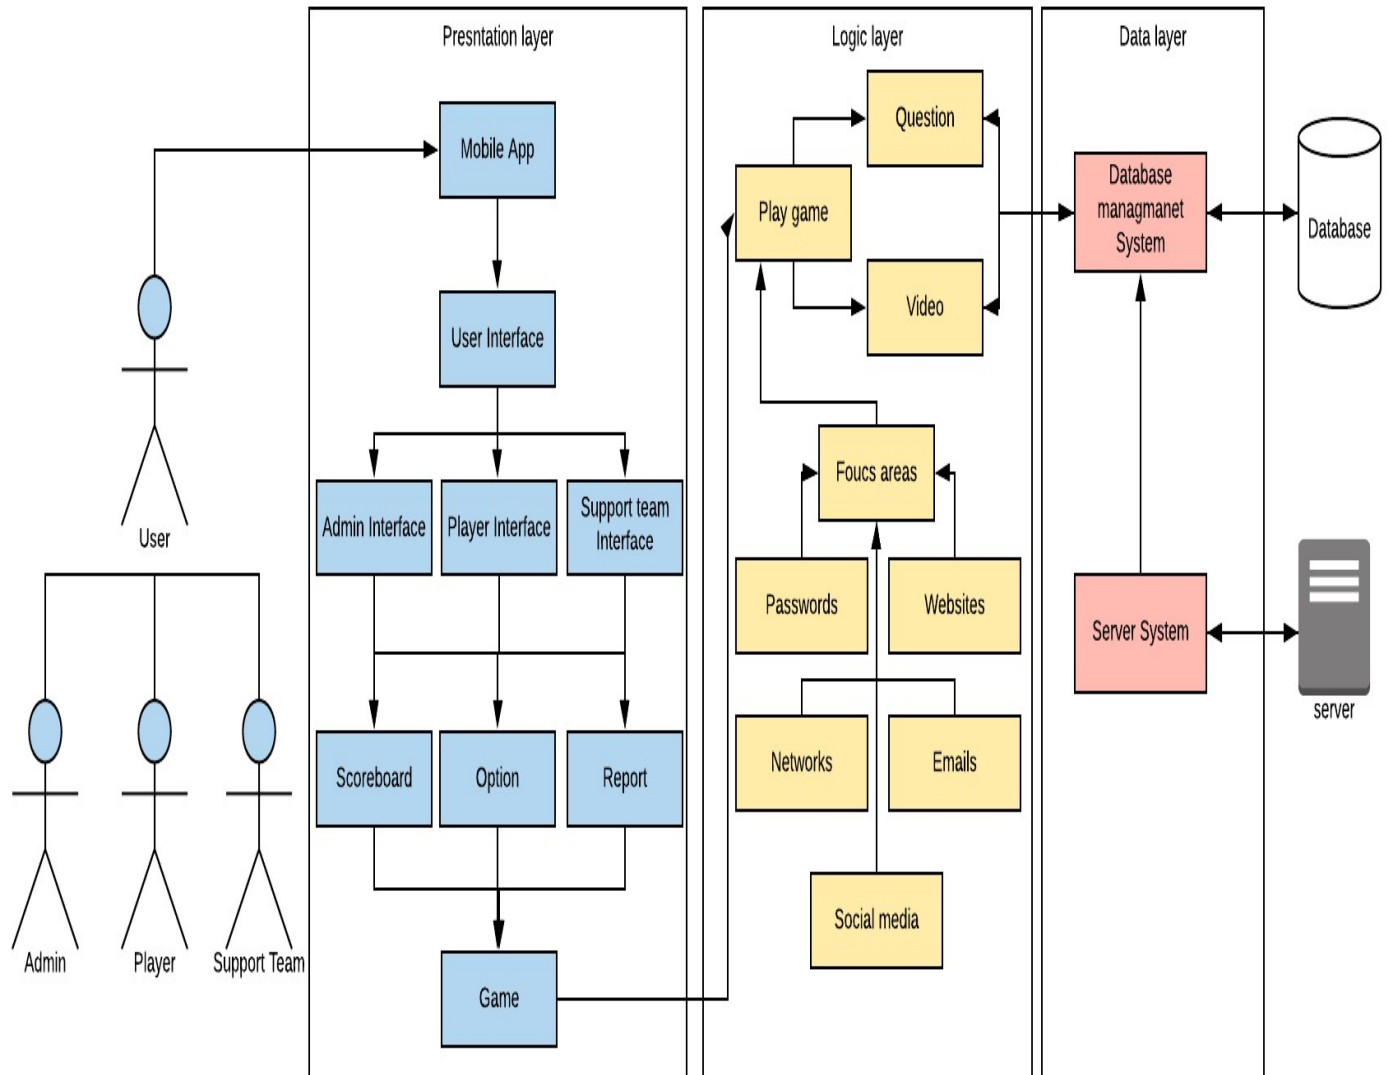 Presntation layer
Logic layer
Data layer
Mobile App
User Interface
Admin Interface
Player Interface
Support team
Interface
Scoreboard
Option
Report
Game
User
Admin
Player
Support Team
Question
Play game
Video
Foucs areas
Passwords
Websites
Networks
Emails
Social media
Database
managmanet
System
Server System
Database
server